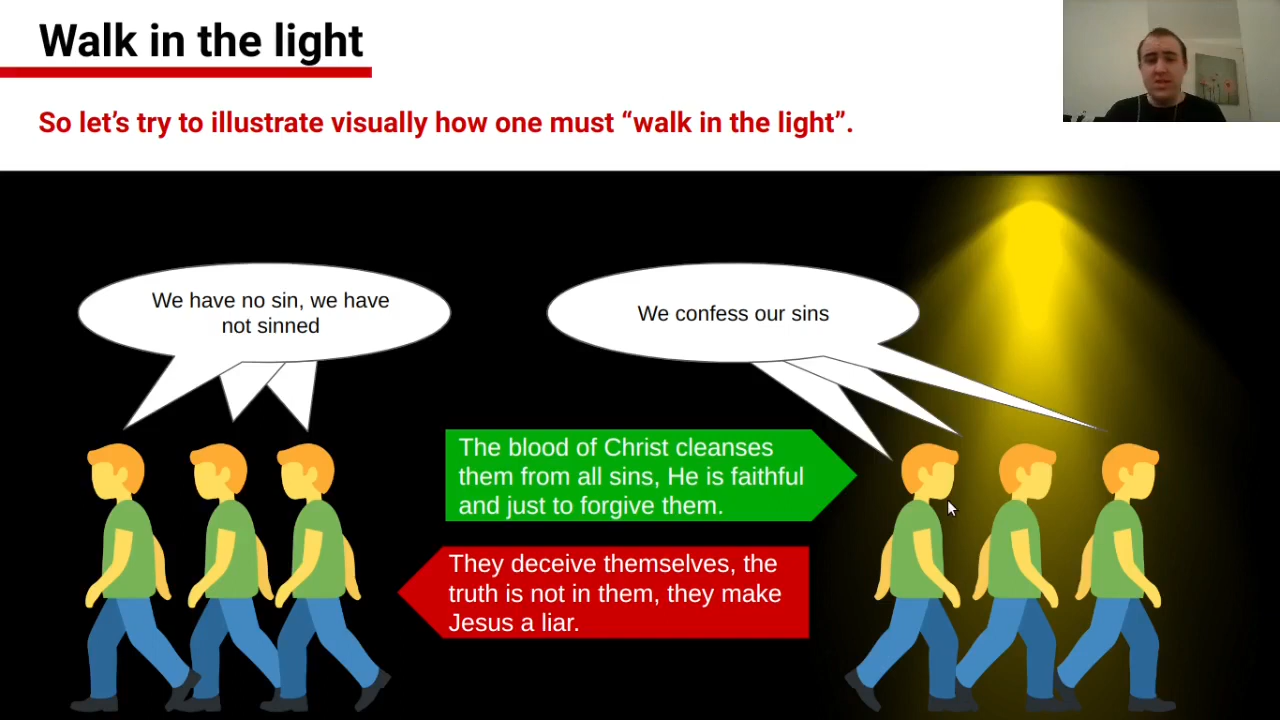 Walk in the light
So let’s try to illustrate visually how one must “walk in the light”.
We have no sin, we have
not sinned
We confess our sins
The blood of Christ cleanses
them from all sins, He is faithful
and just to forgive them.
They deceive themselves, the
truth is not in them, they make
Jesus a liar.